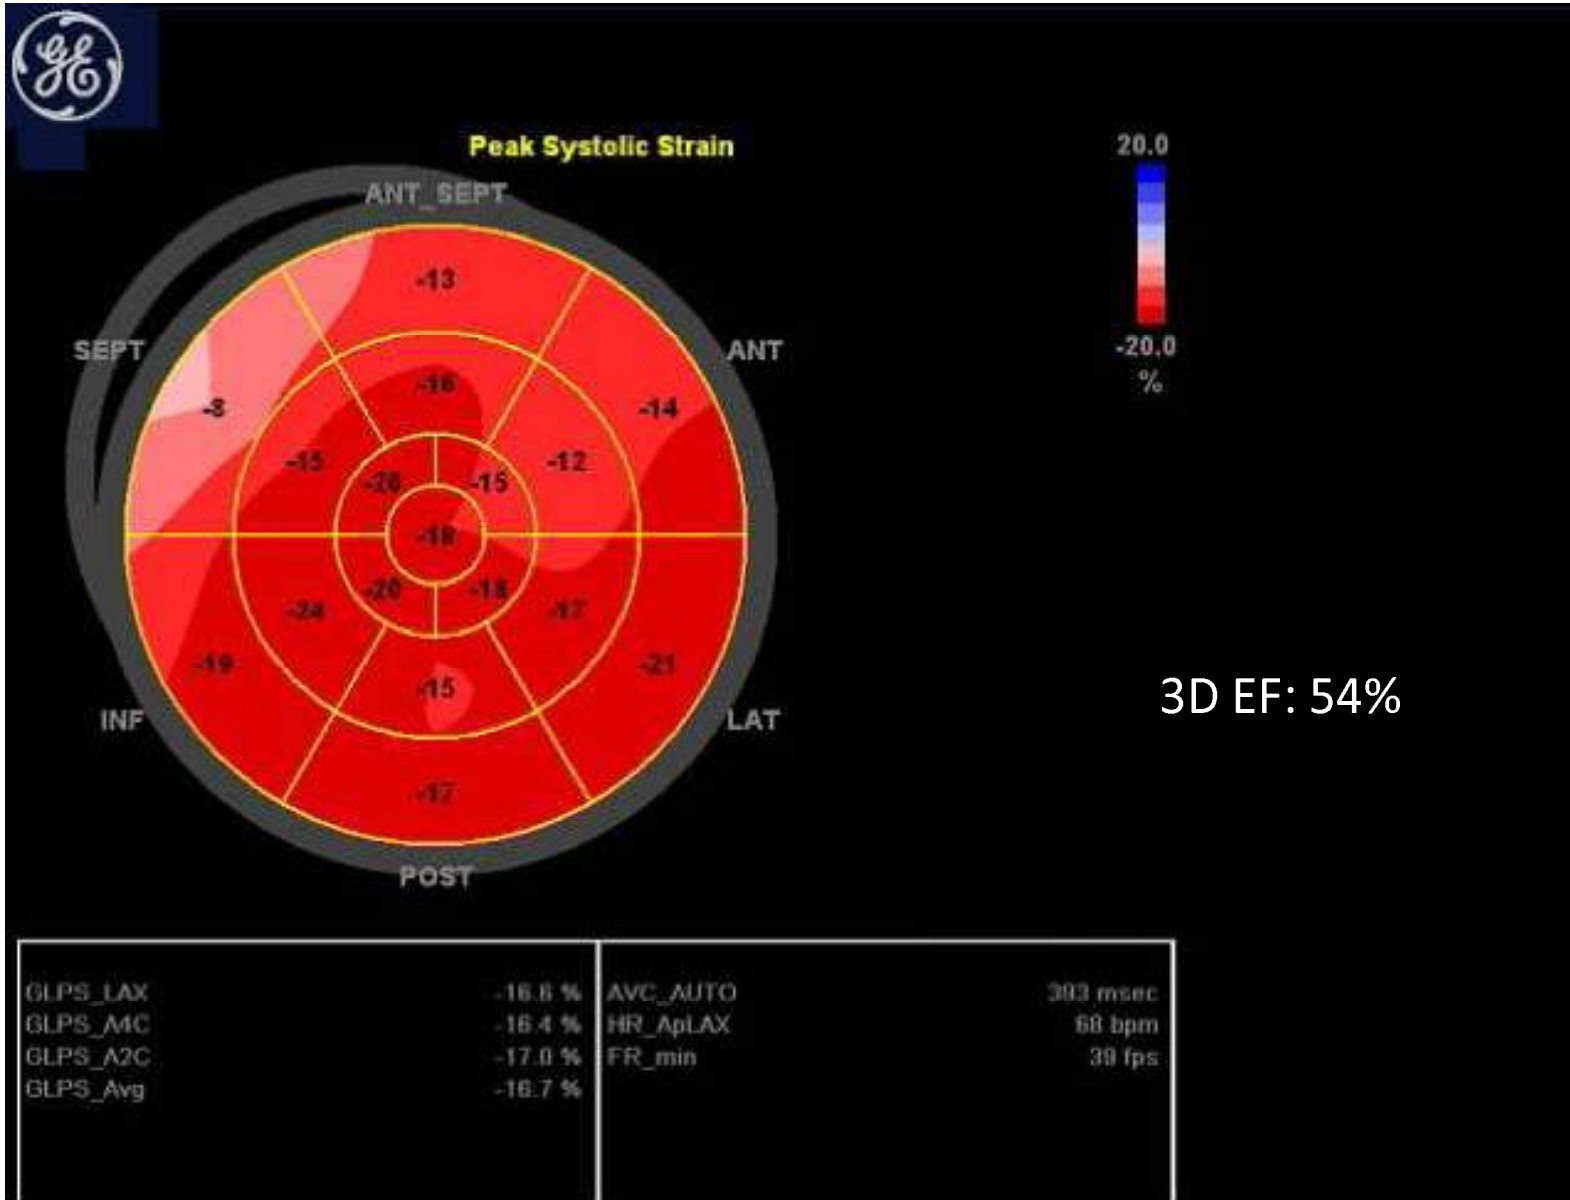 GE
Peak Systolic Strain
20.0
-20.0
%
ANT_SEPT
SEPT
ANT
INF
LAT
POST
-13
-8
-14
-16
-15
-12
-15
-18
-20
-18
-17
-19
-21
-15
-17
3D EF: 54%
GLPS_LAX -16.6 %
GLPS_A4C -16.4 %
GLPS_A2C -17.0 %
GLPS_Avg -16.7 %
AVC_AUTO 393 msec
HR_ApLAX 68 bpm
FR_min 39 fps